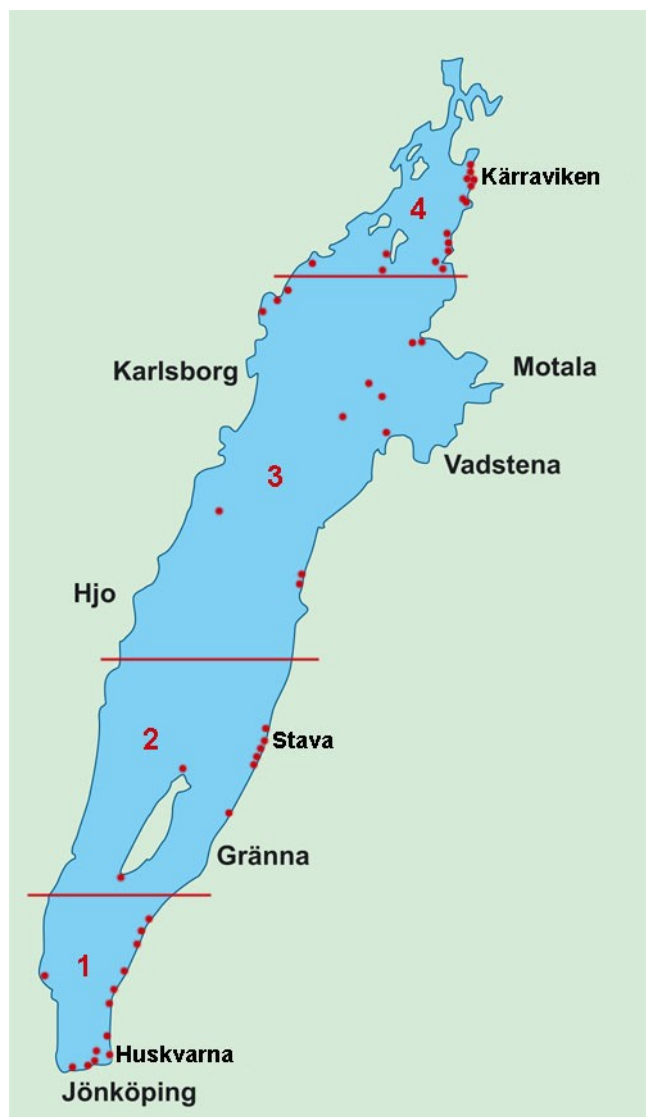 Kärraviken
4
Karlsborg
Motala
Vadstena
3
Hjo
2
Stava
Gränna
1
Huskvarna
Jönköping